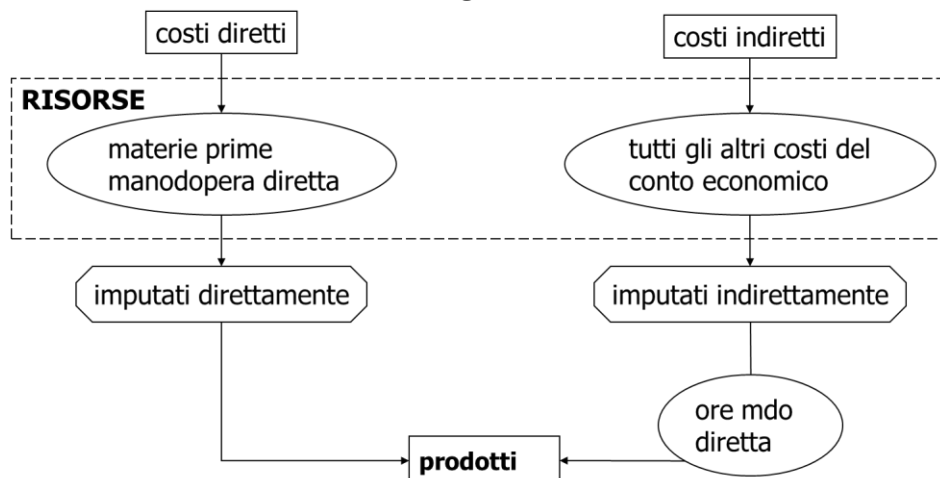 costi diretti
costi indiretti
RISORSE
materie prime
manodopera diretta
tutti gli altri costi del
conto economico
imputati direttamente
imputati indirettamente
ore mdo
diretta
prodotti